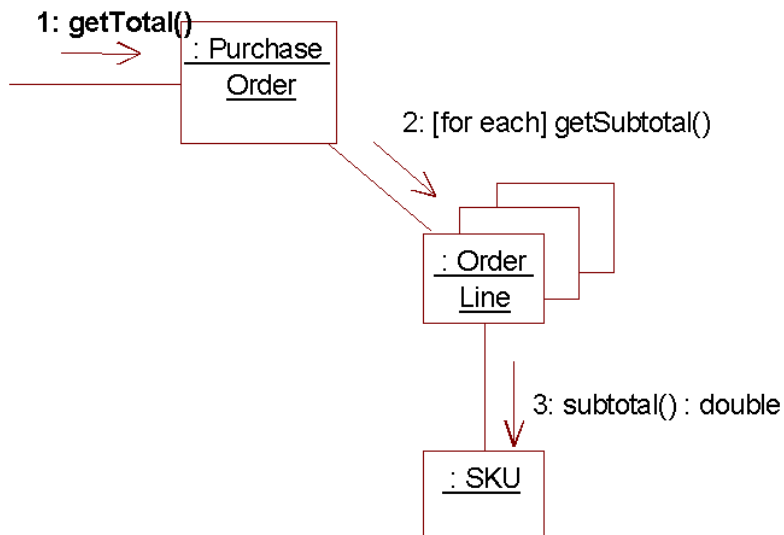 1: getTotal()
: Purchase
Order
2: [for each] getSubtotal()
: Order
Line
3: subtotal() : double
: SKU